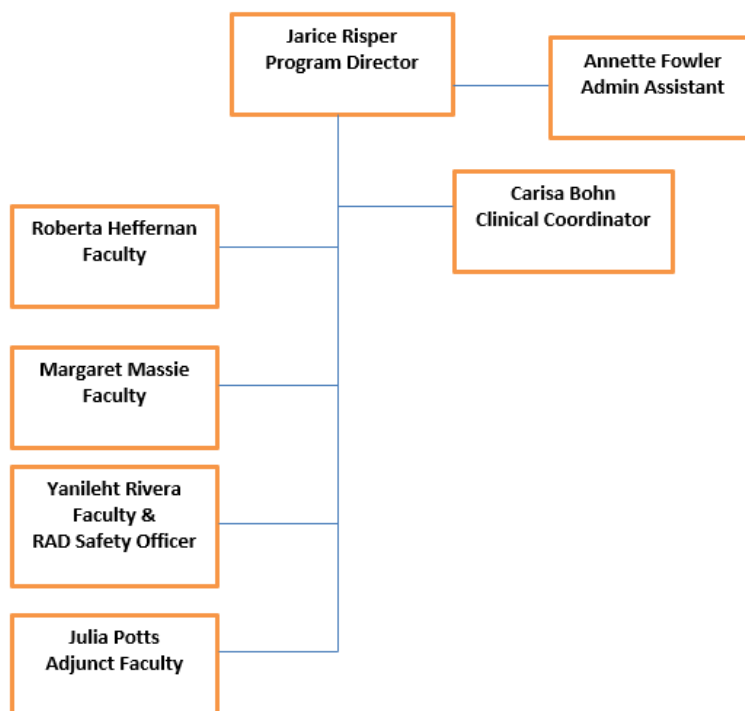 Jarice Risper
Program Director
Annette Fowler
Admin Assistant
Carisa Bohn
Clinical Coordinator
Roberta Heffernan
Faculty
Margaret Massie
Faculty
Yanileht Rivera
Faculty &
RAD Safety Officer
Julia Potts
Adjunct Faculty